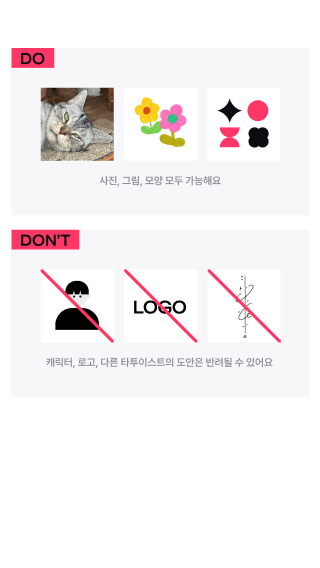 DO
사진, 그림, 모양 모두 가능해요
DON'T
LOGO
캐릭터, 로고, 다른 타투이스트의 도안은 반려될 수 있어요